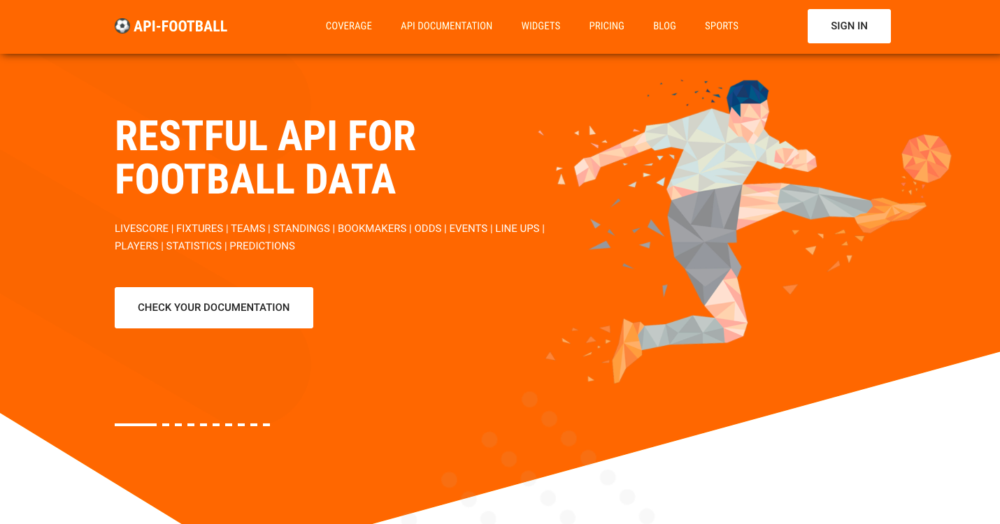 API-FOOTBALL
COVERAGE
API DOCUMENTATION
WIDGETS
PRICING
BLOG
SPORTS
SIGN IN
RESTFUL API FOR
FOOTBALL DATA
LIVESCORE | FIXTURES | TEAMS | STANDINGS | BOOKMAKERS | ODDS | EVENTS | LINE UPS |
PLAYERS | STATISTICS | PREDICTIONS
CHECK YOUR DOCUMENTATION